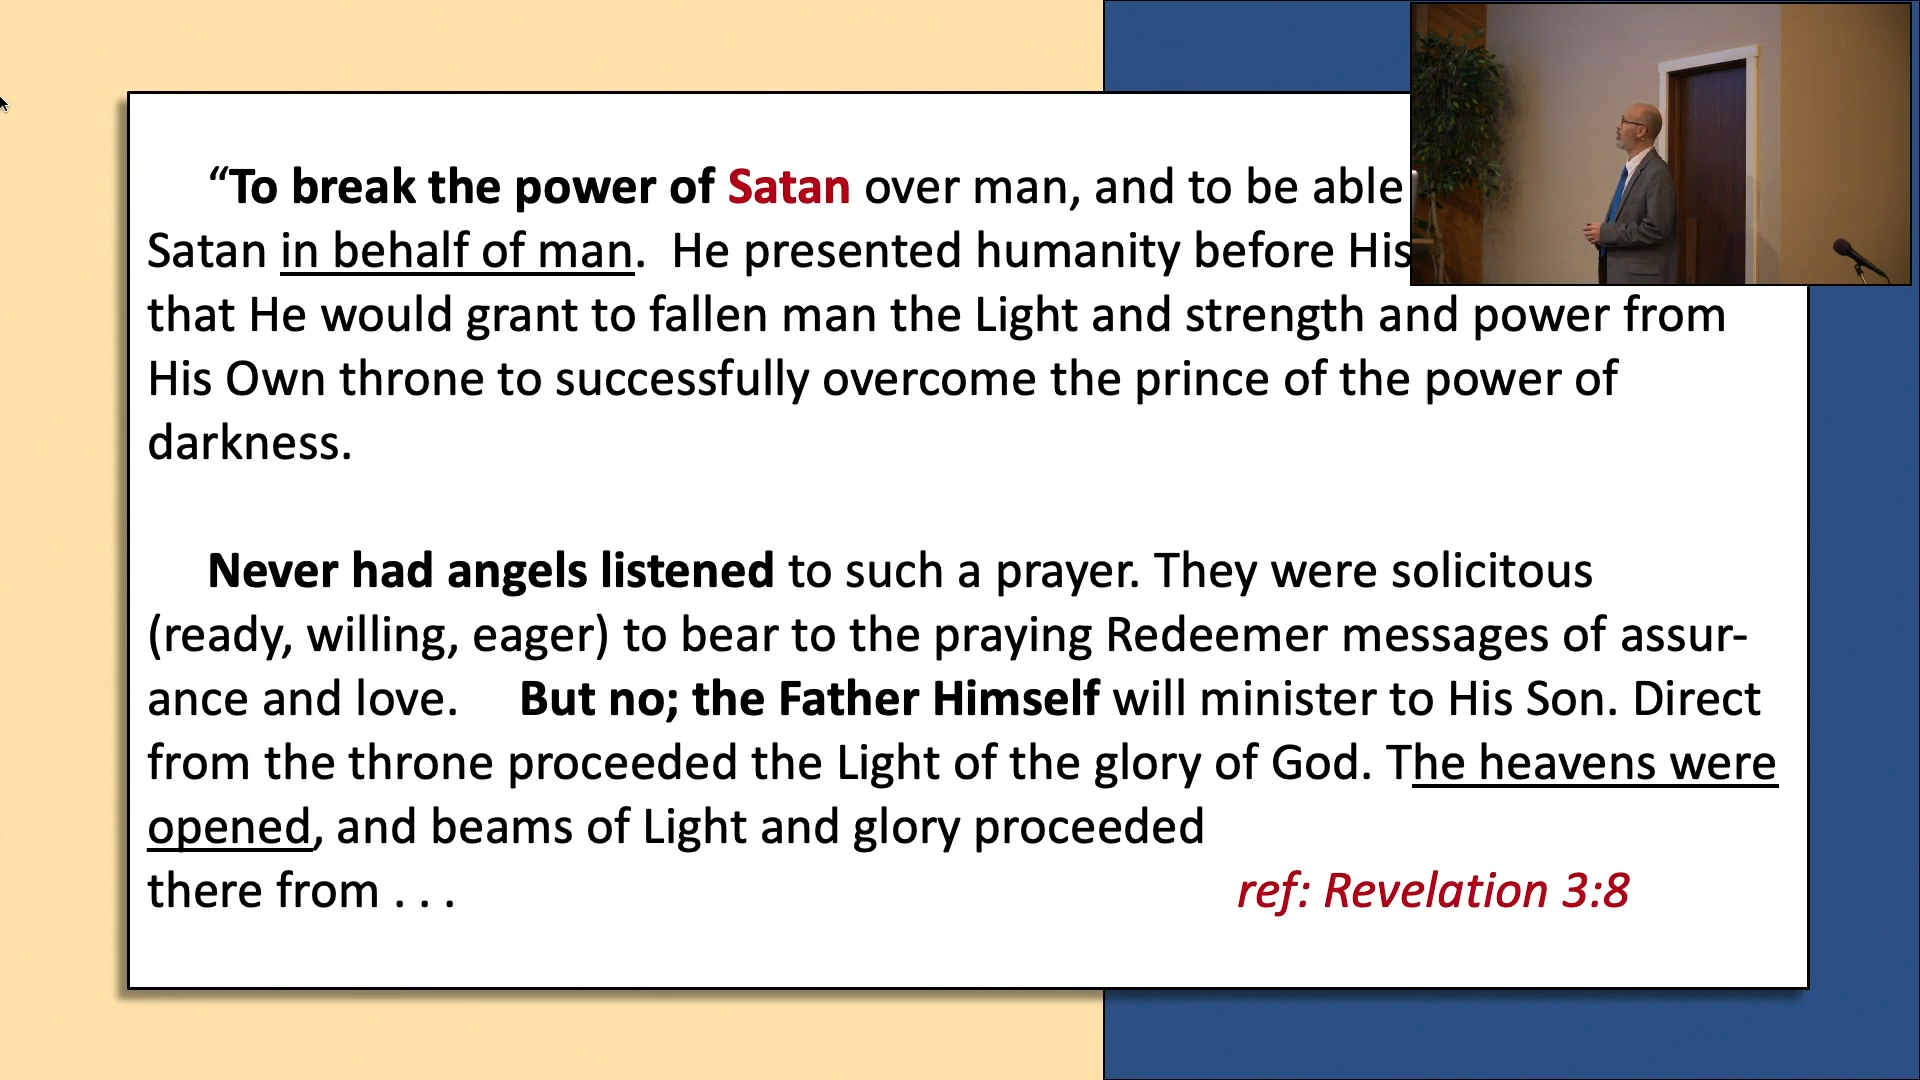 “To break the power of Satan over man, and to be able
Satan in behalf of man. He presented humanity before His
that He would grant to fallen man the Light and strength and power from
His Own throne to successfully overcome the prince of the power of
darkness.
Never had angels listened to such a prayer. They were solicitous
(ready, willing, eager) to bear to the praying Redeemer messages of assur-
ance and love. But no; the Father Himself will minister to His Son. Direct
from the throne proceeded the Light of the glory of God. The heavens were
opened, and beams of Light and glory proceeded
there from . . .
ref: Revelation 3:8